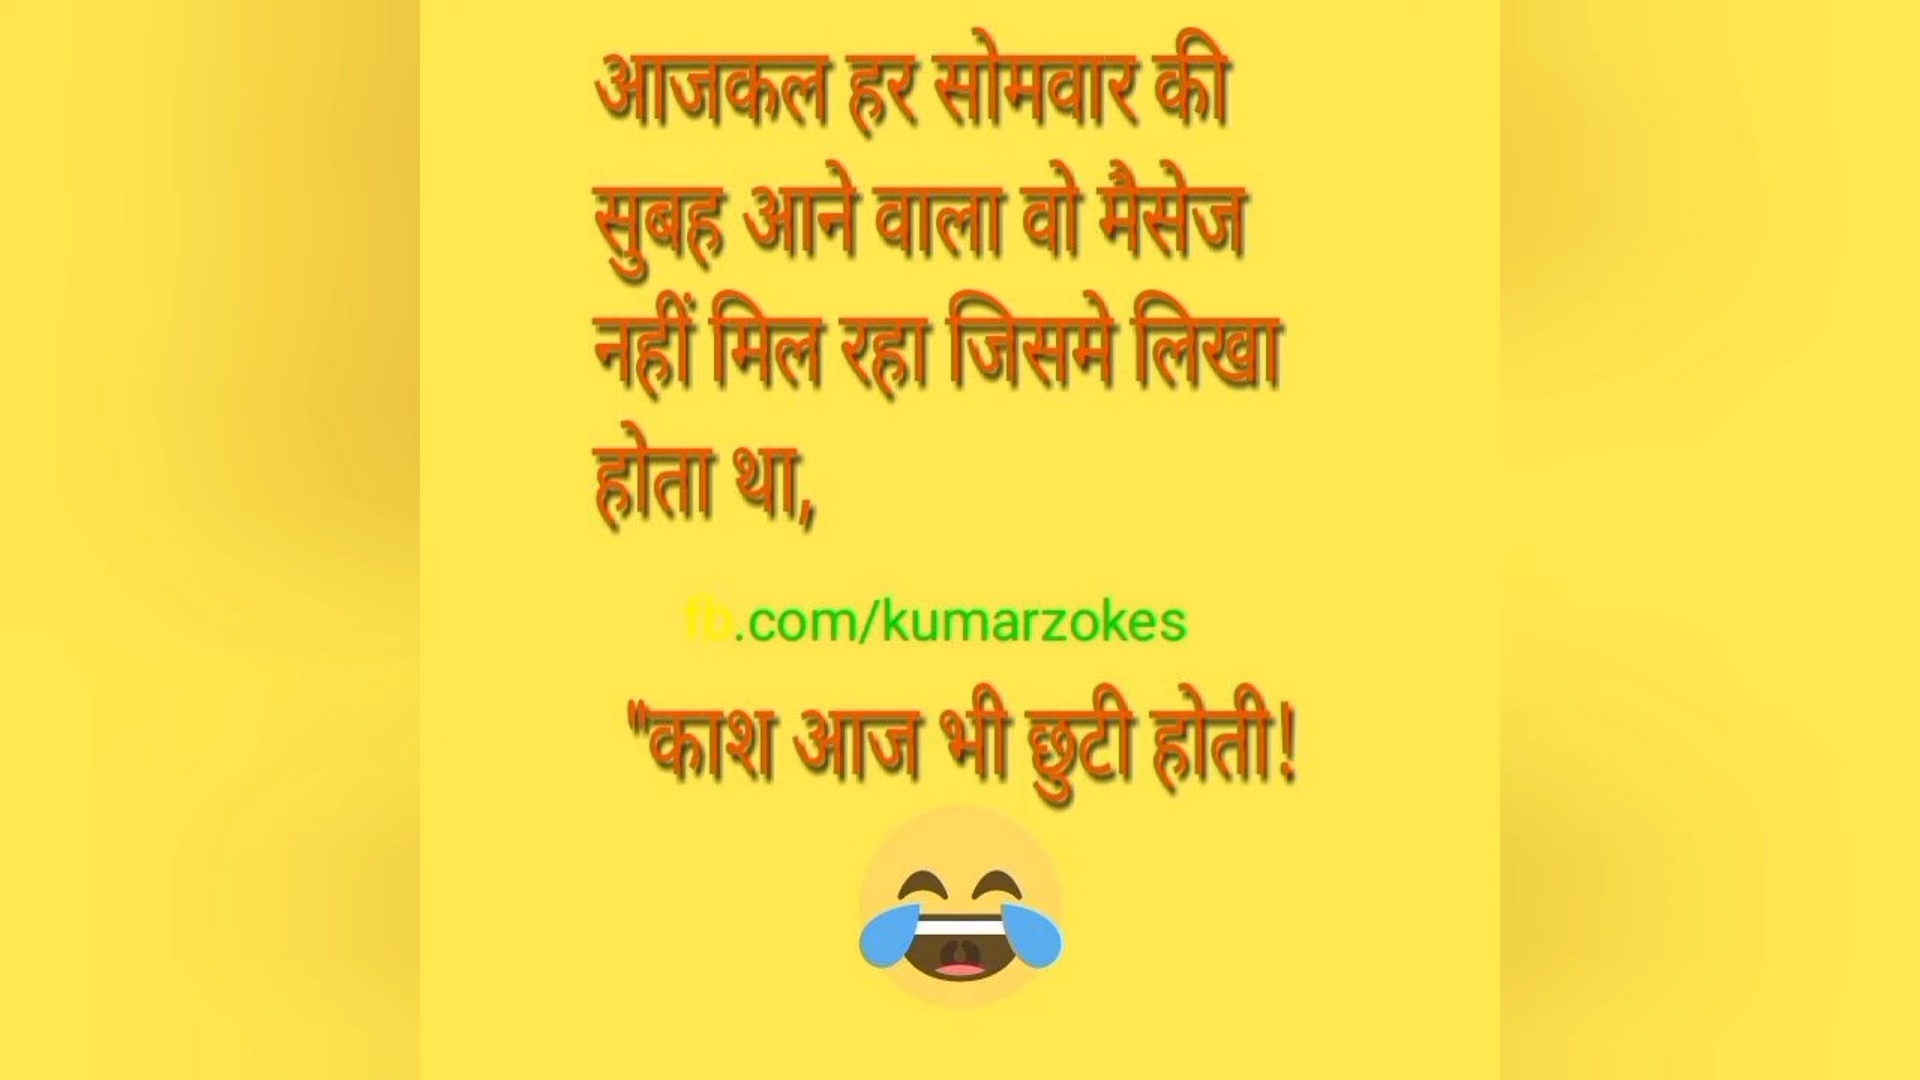 आजकल हर सोमवार की
सुबह आने वाला वो मैसेज
नहीं मिल रहा जिसमे लिखा
होता था,
fb.com/kumarzokes
"काश आज भी छुटी होती!